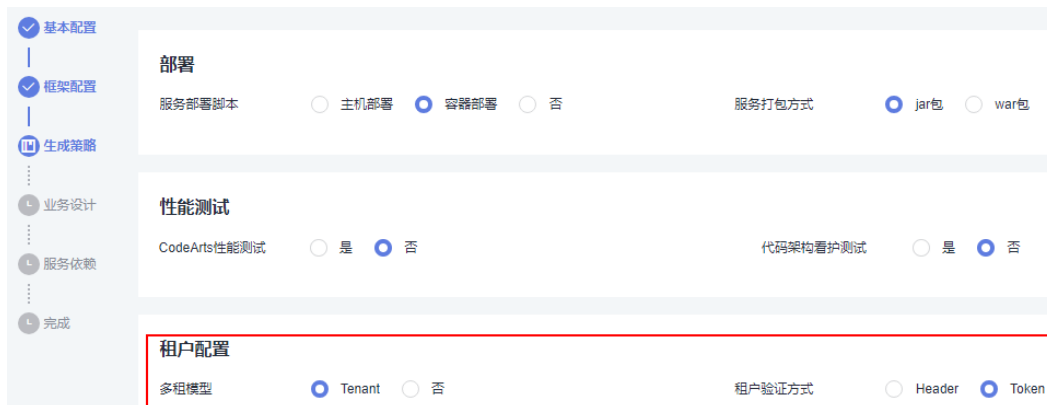 基本配置
框架配置
生成策略
业务设计
服务依赖
完成
部署
服务部署脚本 主机部署 容器部署 否 服务打包方式 jar包 war包
性能测试
CodeArts性能测试 是 否 代码架构看护测试 是 否
租户配置
多租模型 Tenant 否 租户验证方式 Header Token